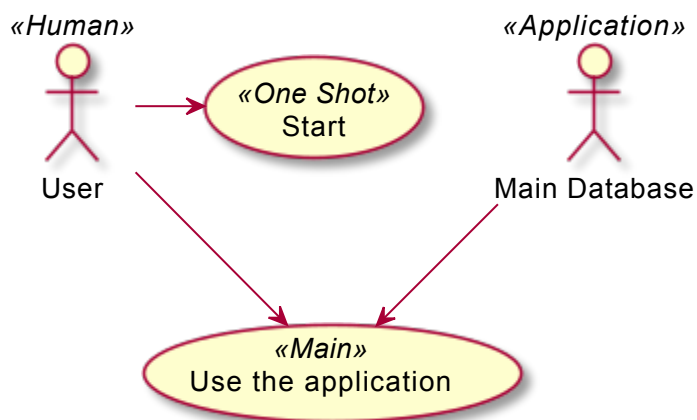 «Human»
User
«One Shot»
Start
«Application»
Main Database
«Main»
Use the application